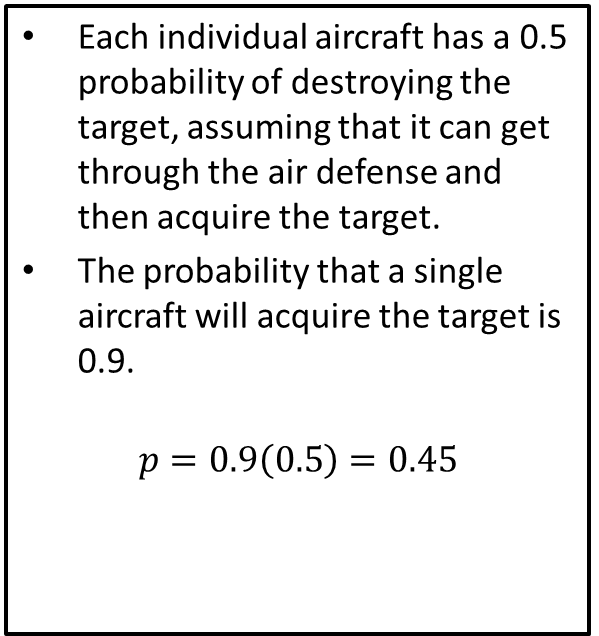 • Each individual aircraft has a 0.5
probability of destroying the
target, assuming that it can get
through the air defense and
then acquire the target.
• The probability that a single
aircraft will acquire the target is
0.9.
𝑝 = 0.9(0.5) = 0.45